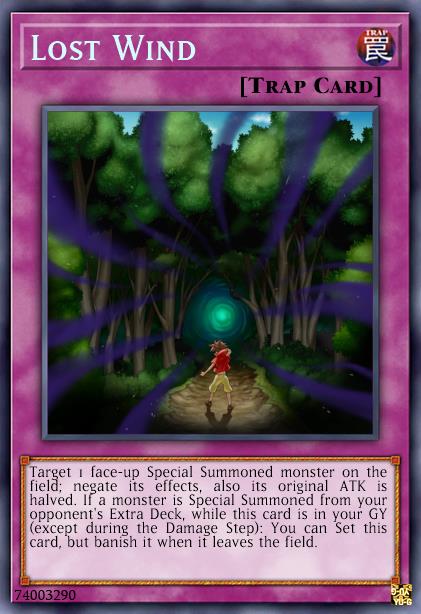 Lost Wind
TRAP
罠
[Trap Card]
Target 1 face-up Special Summoned monster on the
field; negate its effects, also its original ATK is
halved. If a monster is Special Summoned from your
opponent's Extra Deck, while this card is in your GY
(except during the Damage Step): You can Set this
card, but banish it when it leaves the field.
74003290